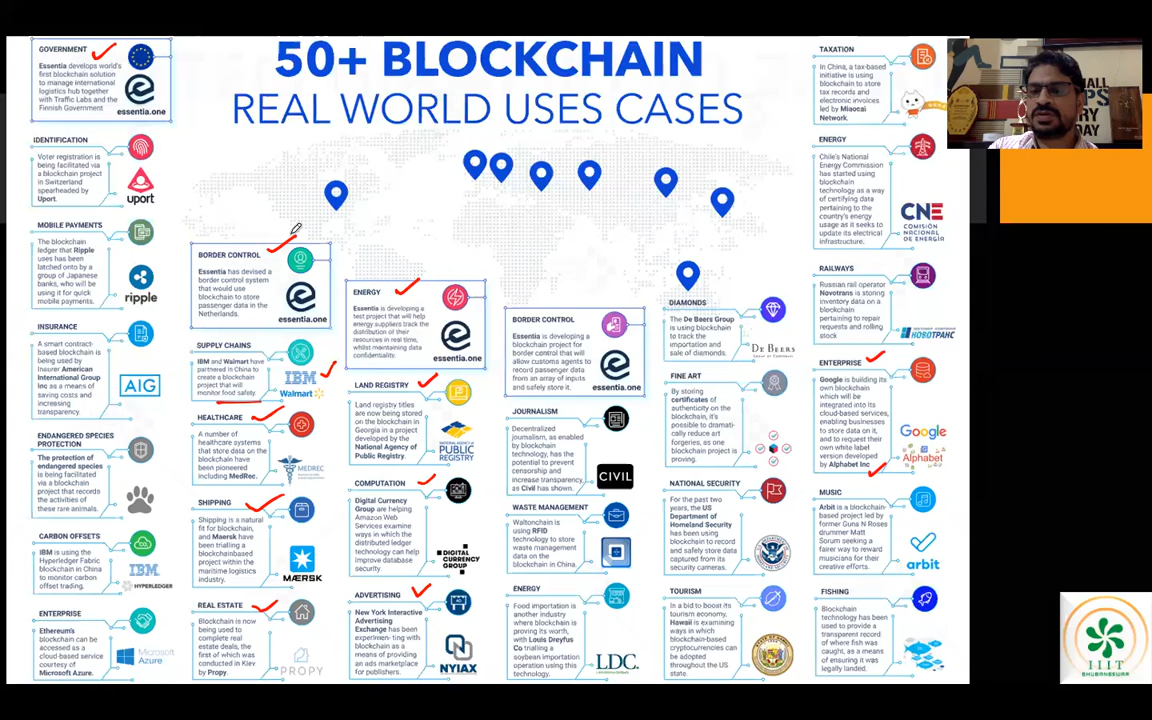 50+ BLOCKCHAIN
REAL WORLD USES CASES
GOVERNMENT
Essentia develops world's
first blockchain solution
to manage international
logistics hub together
with Traffic Labs and the
Finnish Government
essentia.one
IDENTIFICATION
Voter registration is
being facilitated via
a blockchain project
in Switzerland
spearheaded by
Uport.
uport
MOBILE PAYMENTS
The blockchain
ledger that Ripple
uses has been
latched onto by a
group of Japanese
banks, who will be
using it for quick
mobile payments.
ripple
INSURANCE
A smart contract-
based blockchain is
being used by
Insurer American
International Group
Inc as a means of
saving costs and
increasing
transparency.
AIG
ENDANGERED SPECIES
PROTECTION
The protection of
endangered species
is being facilitated
via a blockchain
project that records
the activities of
these rare animals.
CARBON OFFSETS
IBM is using the
Hyperledger Fabric
blockchain in China
to monitor carbon
offset trading.
IBM
HYPERLEDGER
ENTERPRISE
Ethereum's
blockchain can be
accessed as a
cloud-based service
courtesy of
Microsoft Azure.
Microsoft
Azure
BORDER CONTROL
Essentia has devised a
border control system
that would use
blockchain to store
passenger data in the
Netherlands.
essentia.one
SUPPLY CHAINS
IBM and Walmart have
partnered in China to
create a blockchain
project that will
monitor food safety.
IBM
Walmart
HEALTHCARE
A number of
healthcare systems
that store data on
the blockchain
have been
pioneered
including MedRec.
MEDREC
SHIPPING
Shipping is a natural
fit for blockchain,
and Maersk have
been trialling a
blockchainbased
project within the
maritime logistics
industry.
MÆRSK
REAL ESTATE
Blockchain is now
being used to
complete real
estate deals, the
first of which was
conducted in Kiev
by Propy.
PROPY
ENERGY
Essentia is developing a
test project that will help
energy suppliers track the
distribution of their
resources in real time,
whilst maintaining data
confidentiality.
essentia.one
LAND REGISTRY
Land registry titles
are now being stored
on the blockchain in
Georgia in a project
developed by the
National Agency of
Public Registry.
NATIONAL AGENCY OF
PUBLIC
REGISTRY
COMPUTATION
Digital Currency
Group are helping
Amazon Web
Services examine
ways in which the
distributed ledger
technology can help
improve database
security.
DIGITAL
CURRENCY
GROUP
ADVERTISING
New York Interactive
Advertising
Exchange has been
experimenting with
blockchain as a
means of providing
an ads marketplace
for publishers.
NYIAX
BORDER CONTROL
Essentia is developing a
blockchain project for
border control that will
allow customs agents to
record passenger data
from an array of inputs
and safely store it.
essentia.one
JOURNALISM
Decentralized
journalism, as enabled
by blockchain
technology, has the
potential to prevent
censorship and
increase transparency,
as Civil has shown.
CIVIL
WASTE MANAGEMENT
Waltonchain is
using RFID
technology to store
waste management
data on the
blockchain in China.
ENERGY
Food importation is
another industry
where blockchain is
proving its worth,
with Louis Dreyfus
Co trialling a
soybean importation
operation using this
technology.
LDC.
DIAMONDS
The De Beers Group
is using blockchain
to track the
importation and
sale of diamonds.
DE BEERS
GROUP OF COMPANIES
FINE ART
By storing
certificates of
authenticity on the
blockchain, it's
possible to dramati-
cally reduce art
forgeries, as one
blockchain project is
proving.
NATIONAL SECURITY
For the past two
years, the US
Department of
Homeland Security
has been using
blockchain to record
and safely store data
captured from its
security cameras.
TOURISM
In a bid to boost its
tourism economy,
Hawaii is examining
ways in which
blockchain-based
cryptocurrencies
can be adopted
throughout the US
state.
TAXATION
In China, a tax-based
initiative is using
blockchain to store
tax records and
electronic invoices
led by Miaocai
Network.
ENERGY
Chile's National
Energy Commission
has started using
blockchain
technology as a way
of certifying data
pertaining to the
country's energy
usage as it seeks to
update its electrical
infrastructure.
CNE
COMISIÓN
NACIONAL
DE ENERGÍA
RAILWAYS
Russian rail operator
Novotrans is storing
inventory data on a
blockchain
pertaining to repair
requests and rolling
stock
НОВОТРАНС
ENTERPRISE
Google is building its
own blockchain
which will be
integrated into its
cloud-based services,
enabling businesses
to store data on it,
and to request their
own white label
version developed
by Alphabet Inc
Google
Alphabet
MUSIC
Arbit is a blockchain-
based project led by
former Guna N Roses
drummer Matt
Sorum seeking a
fairer way to reward
musicians for their
creative efforts.
arbit
FISHING
Blockchain
technology has been
used to provide a
transparent record
of where fish was
caught, as a means
of ensuring it was
legally landed.
IIIT
BHUBANESWAR